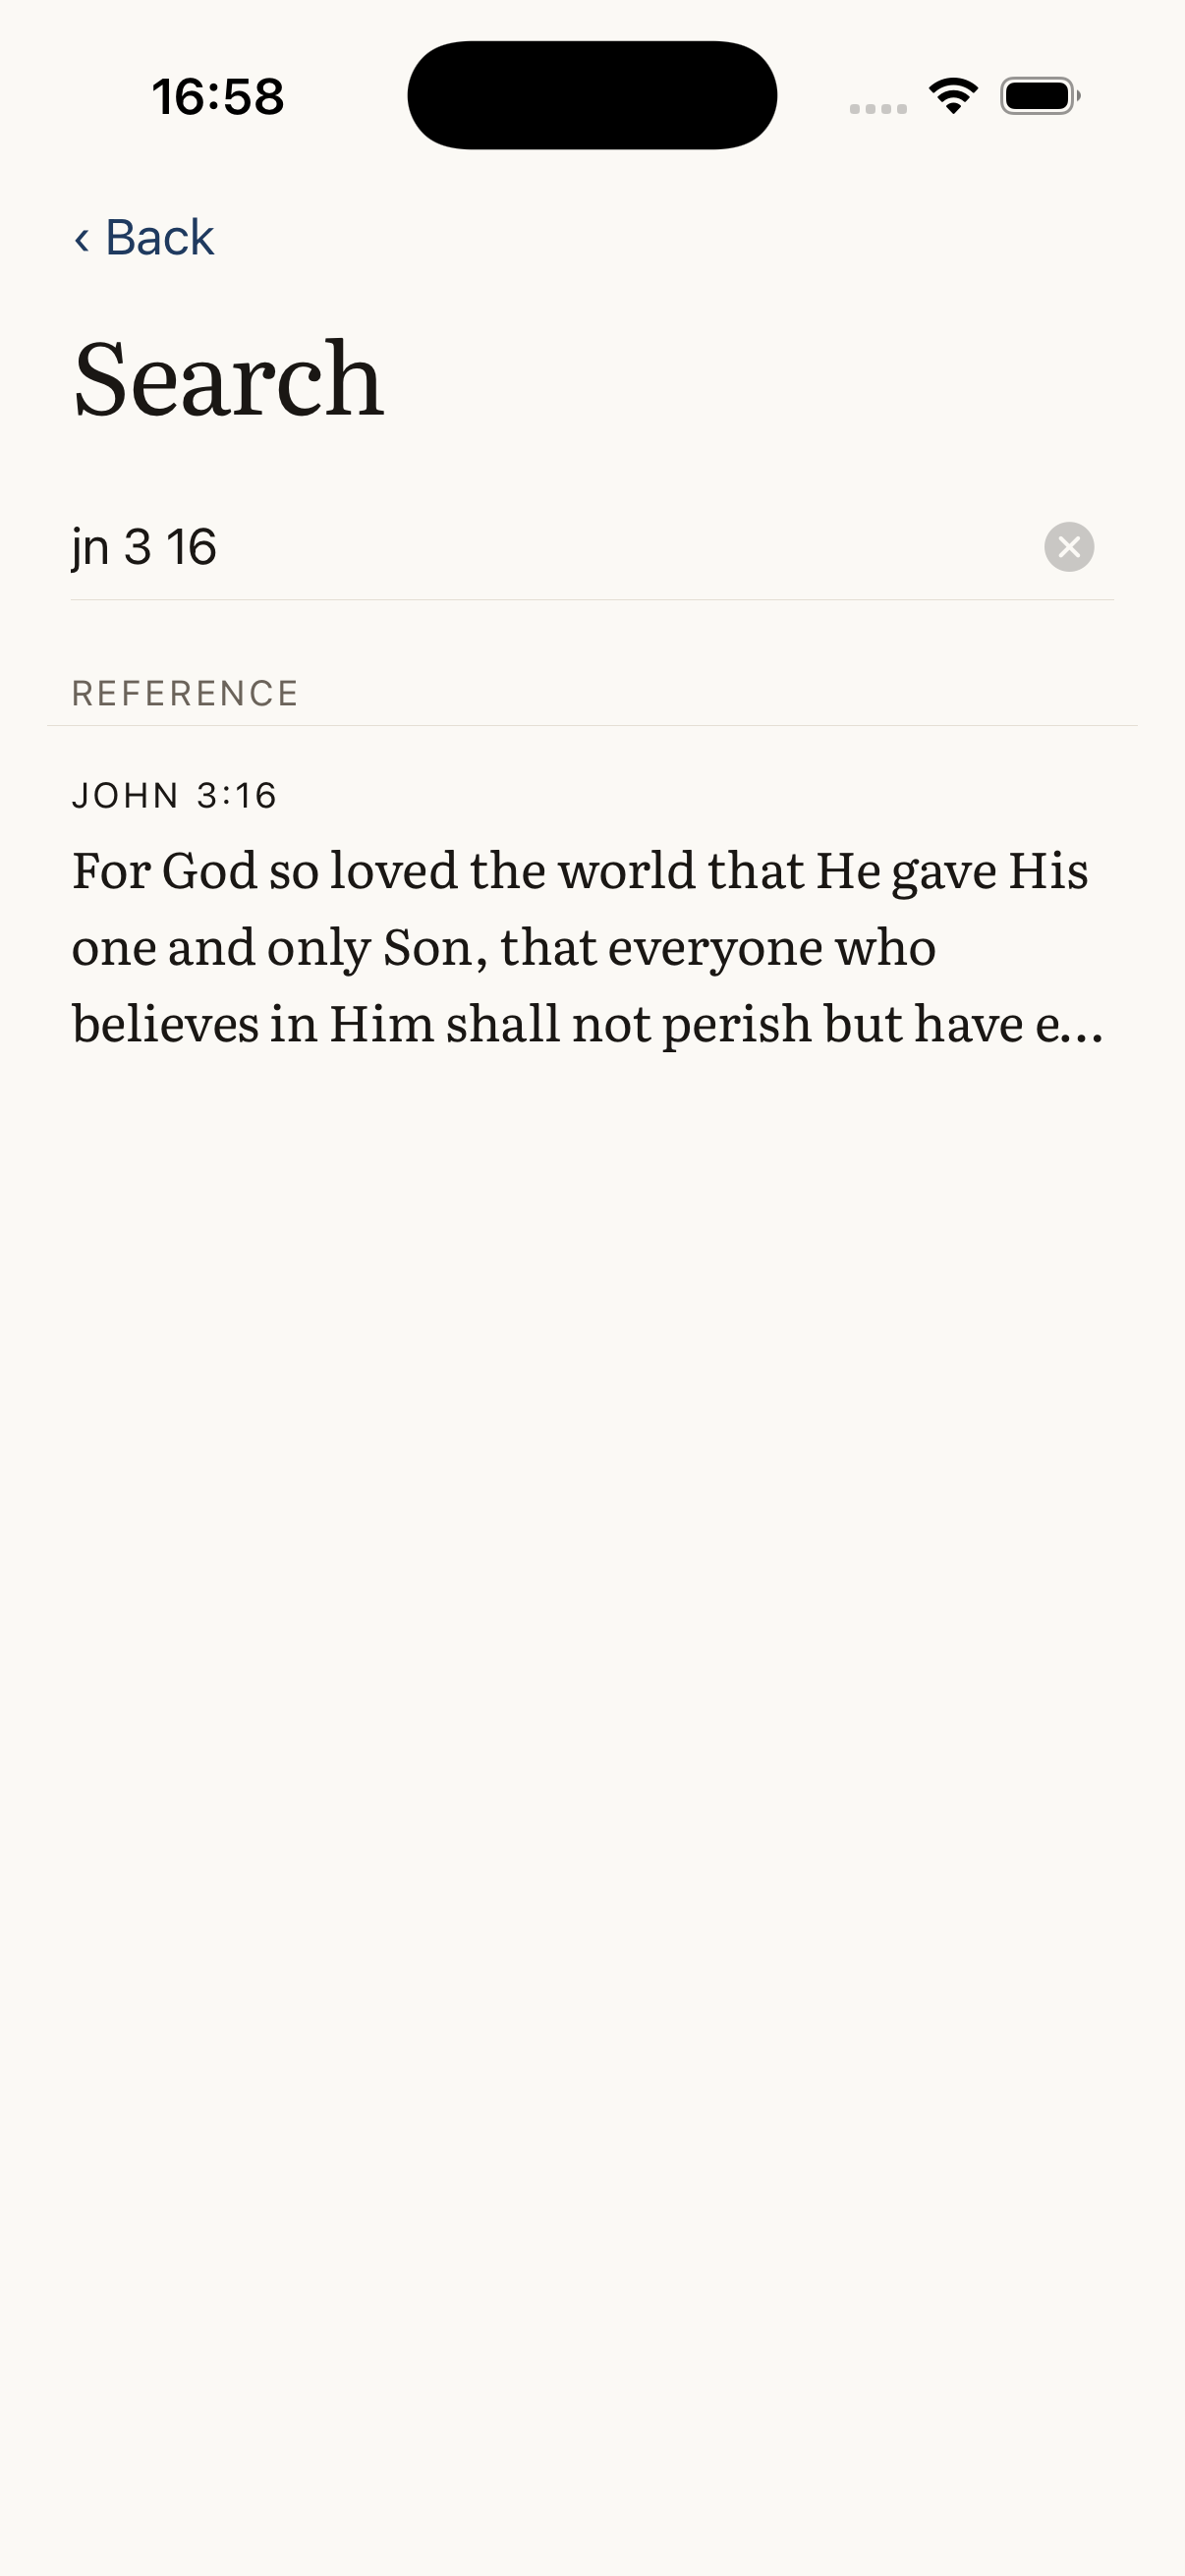 16:58
‹ Back
Search
jn 3 16
REFERENCE
JOHN 3:16
For God so loved the world that He gave His
one and only Son, that everyone who
believes in Him shall not perish but have e...